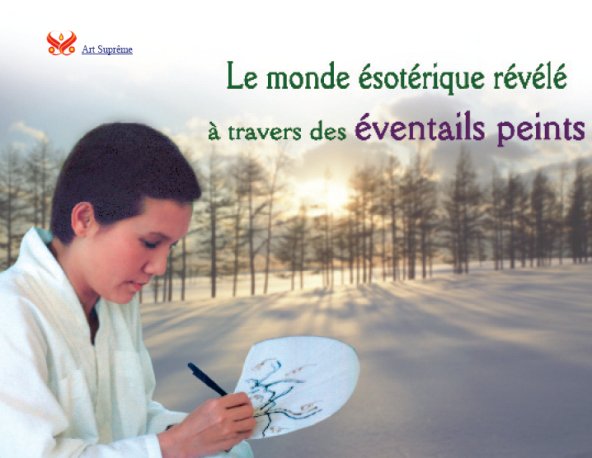 Art Suprême
Le monde ésotérique révélé
à travers des éventails peints